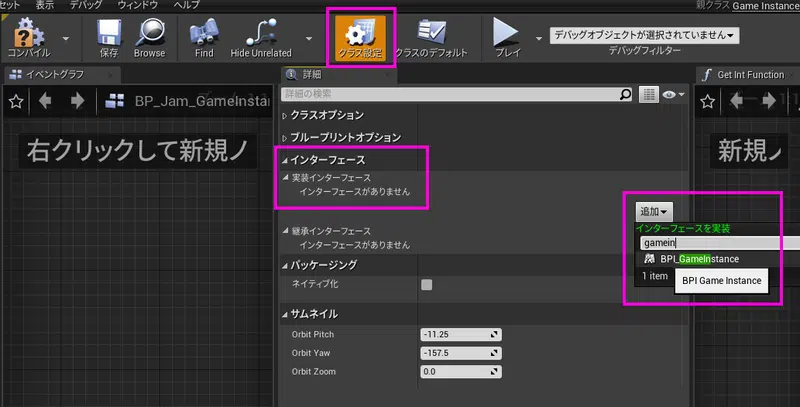 セット 表示 デバッグ ウィンドウ ヘルプ
親クラス Game Instance
コンパイル 保存 Browse Find Hide Unrelated クラス設定 クラスのデフォルト プレイ
デバッグオブジェクトが選択されていません
デバッグフィルター
イベントグラフ
詳細
Get Int Function
BP_Jam_GameInstanc
詳細の検索
右クリックして新規ノ
新規ノ
クラスオプション
ブループリントオプション
インターフェース
実装インターフェース
インターフェースがありません
追加
インターフェースを実装
gamein
BPI_GameInstance
1 item
BPI Game Instance
継承インターフェース
インターフェースがありません
パッケージング
ネイティブ化
サムネイル
Orbit Pitch -11.25
Orbit Yaw -157.5
Orbit Zoom 0.0